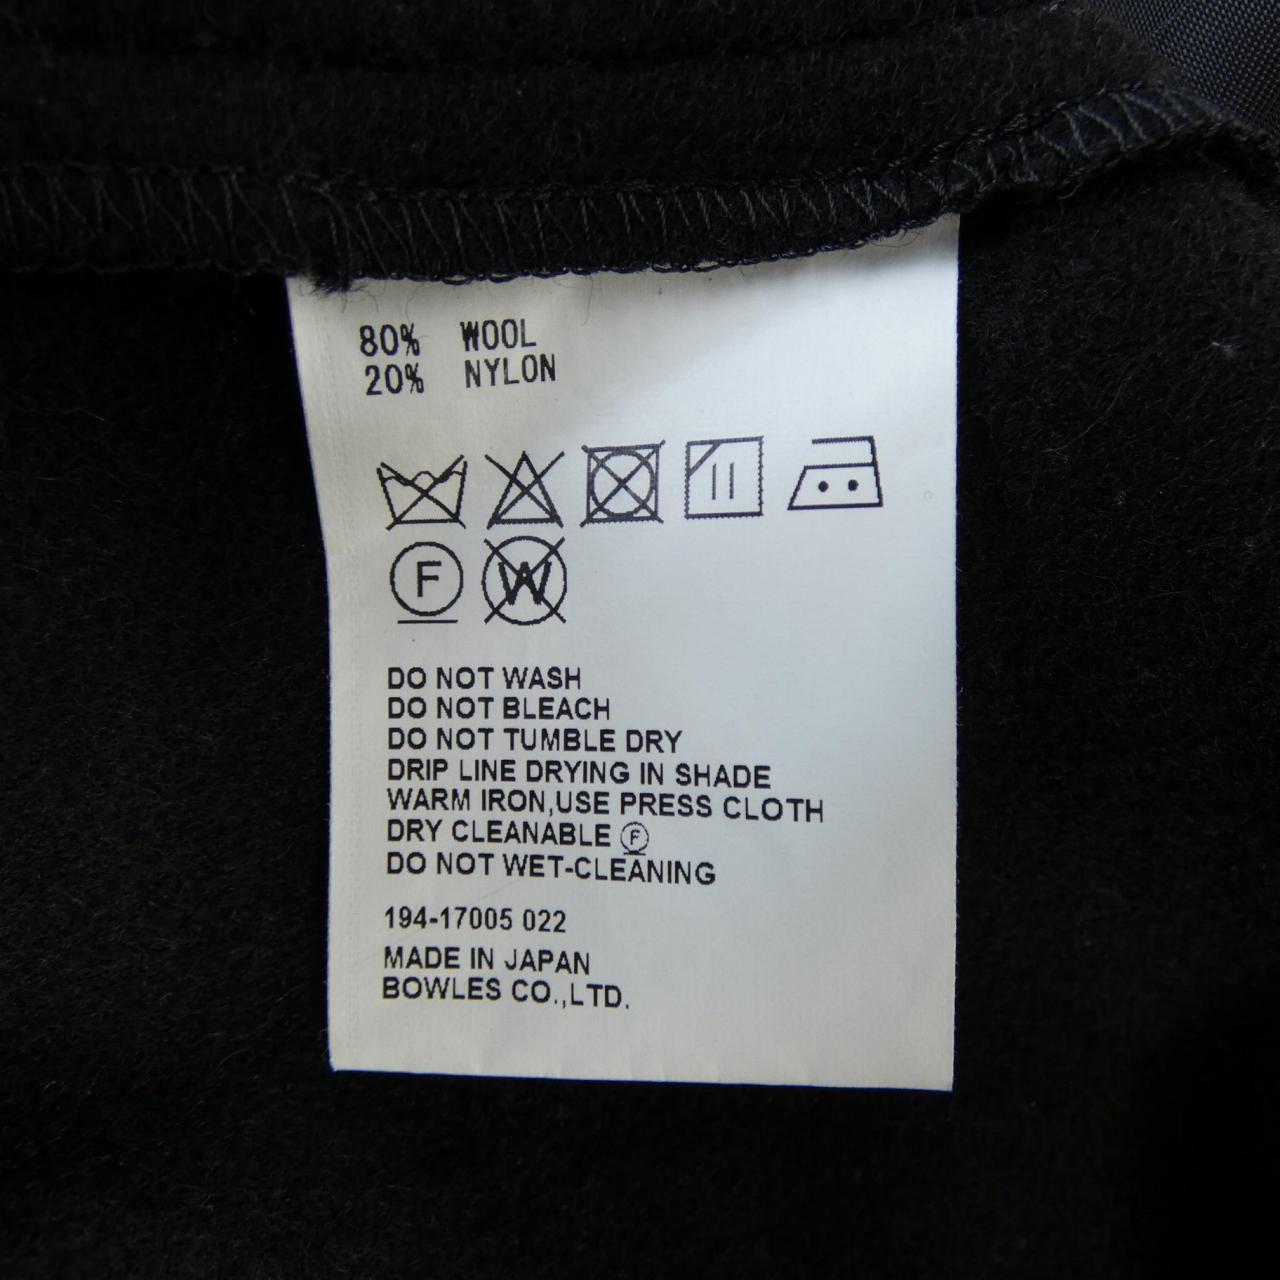 80% WOOL
20% NYLON
F W
DO NOT WASH
DO NOT BLEACH
DO NOT TUMBLE DRY
DRIP LINE DRYING IN SHADE
WARM IRON,USE PRESS CLOTH
DRY CLEANABLE Ⓕ
DO NOT WET-CLEANING
194-17005 022
MADE IN JAPAN
BOWLES CO.,LTD.